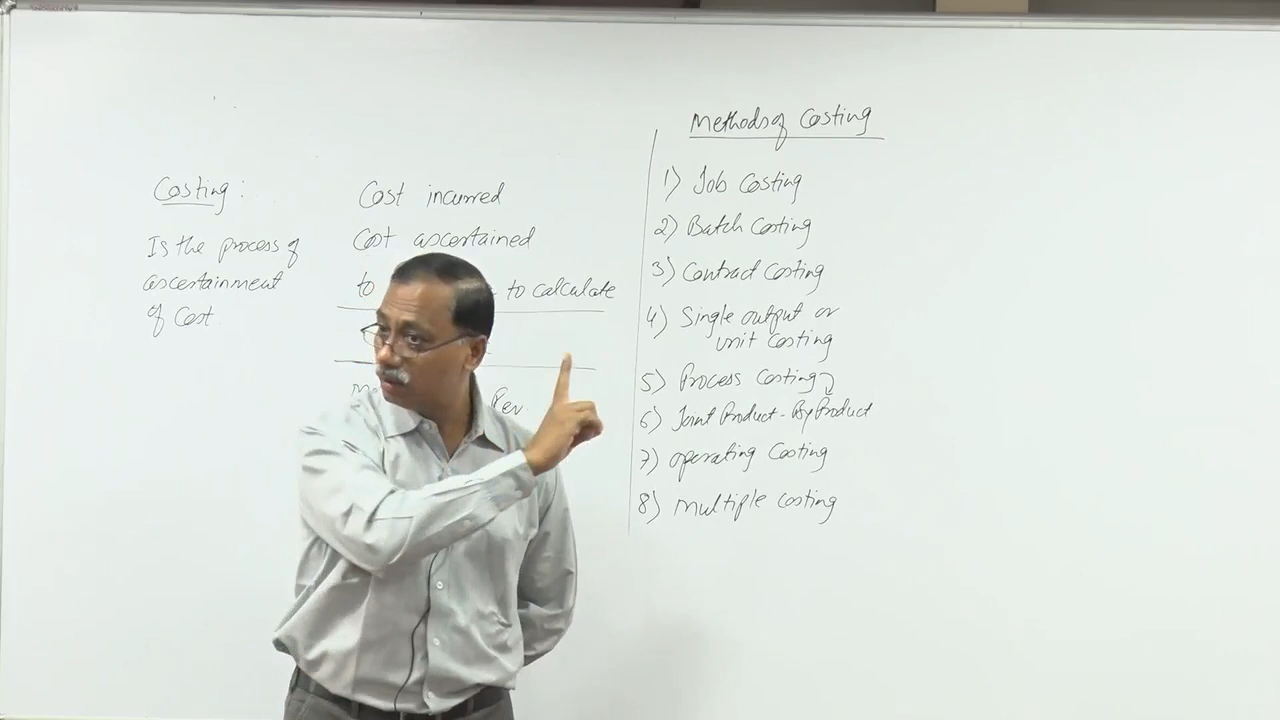 Costing :
Is the process of
ascertainment
of Cost.
Cost incurred
Cost ascertained
to to calculate
Per
Methods of Costing
1) Job Costing
2) Batch Costing
3) Contract Costing
4) Single output or
unit Costing
5) Process Costing
6) Joint Product - By Product
7) operating Costing
8) multiple Costing